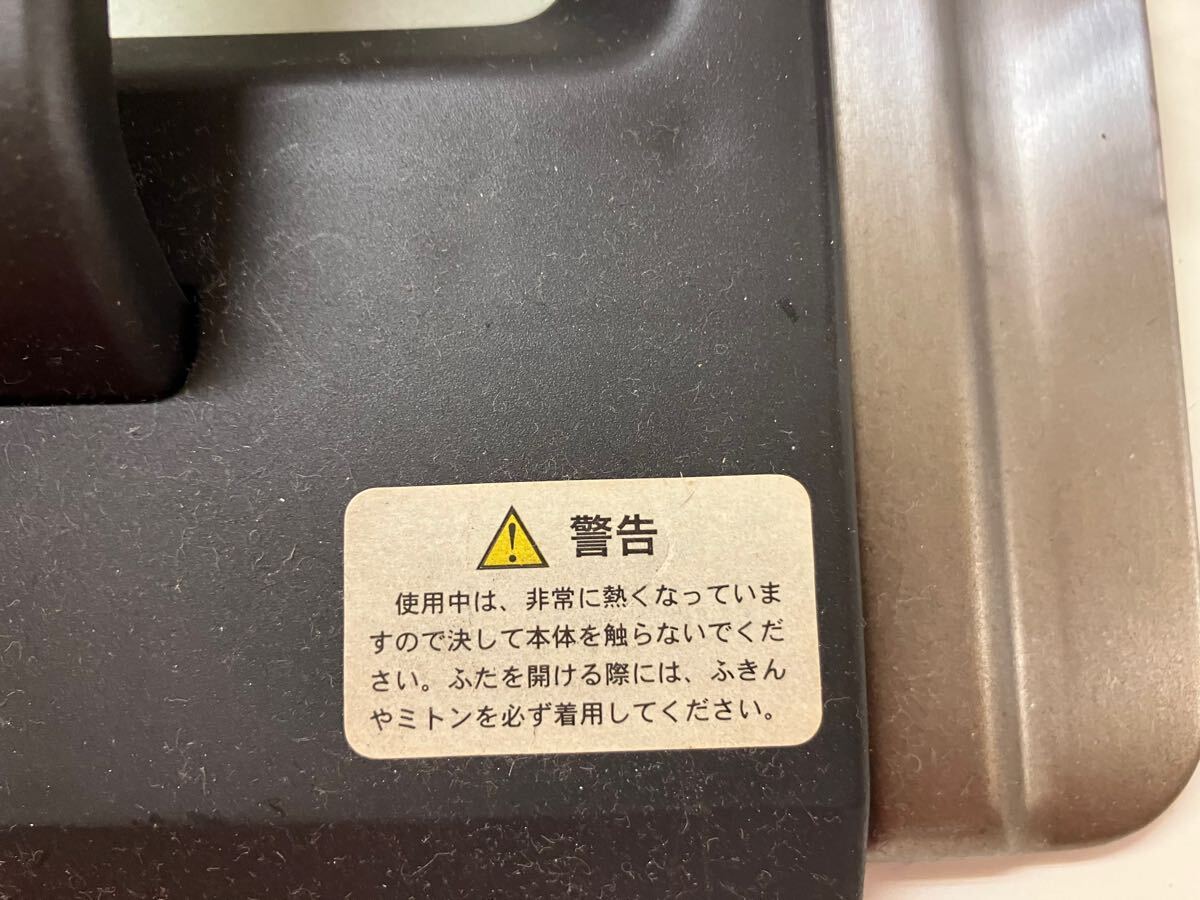 警告
使用中は、非常に熱くなっていま
すので決して本体を触らないでくだ
さい。ふたを開ける際には、ふきん
やミトンを必ず着用してください。